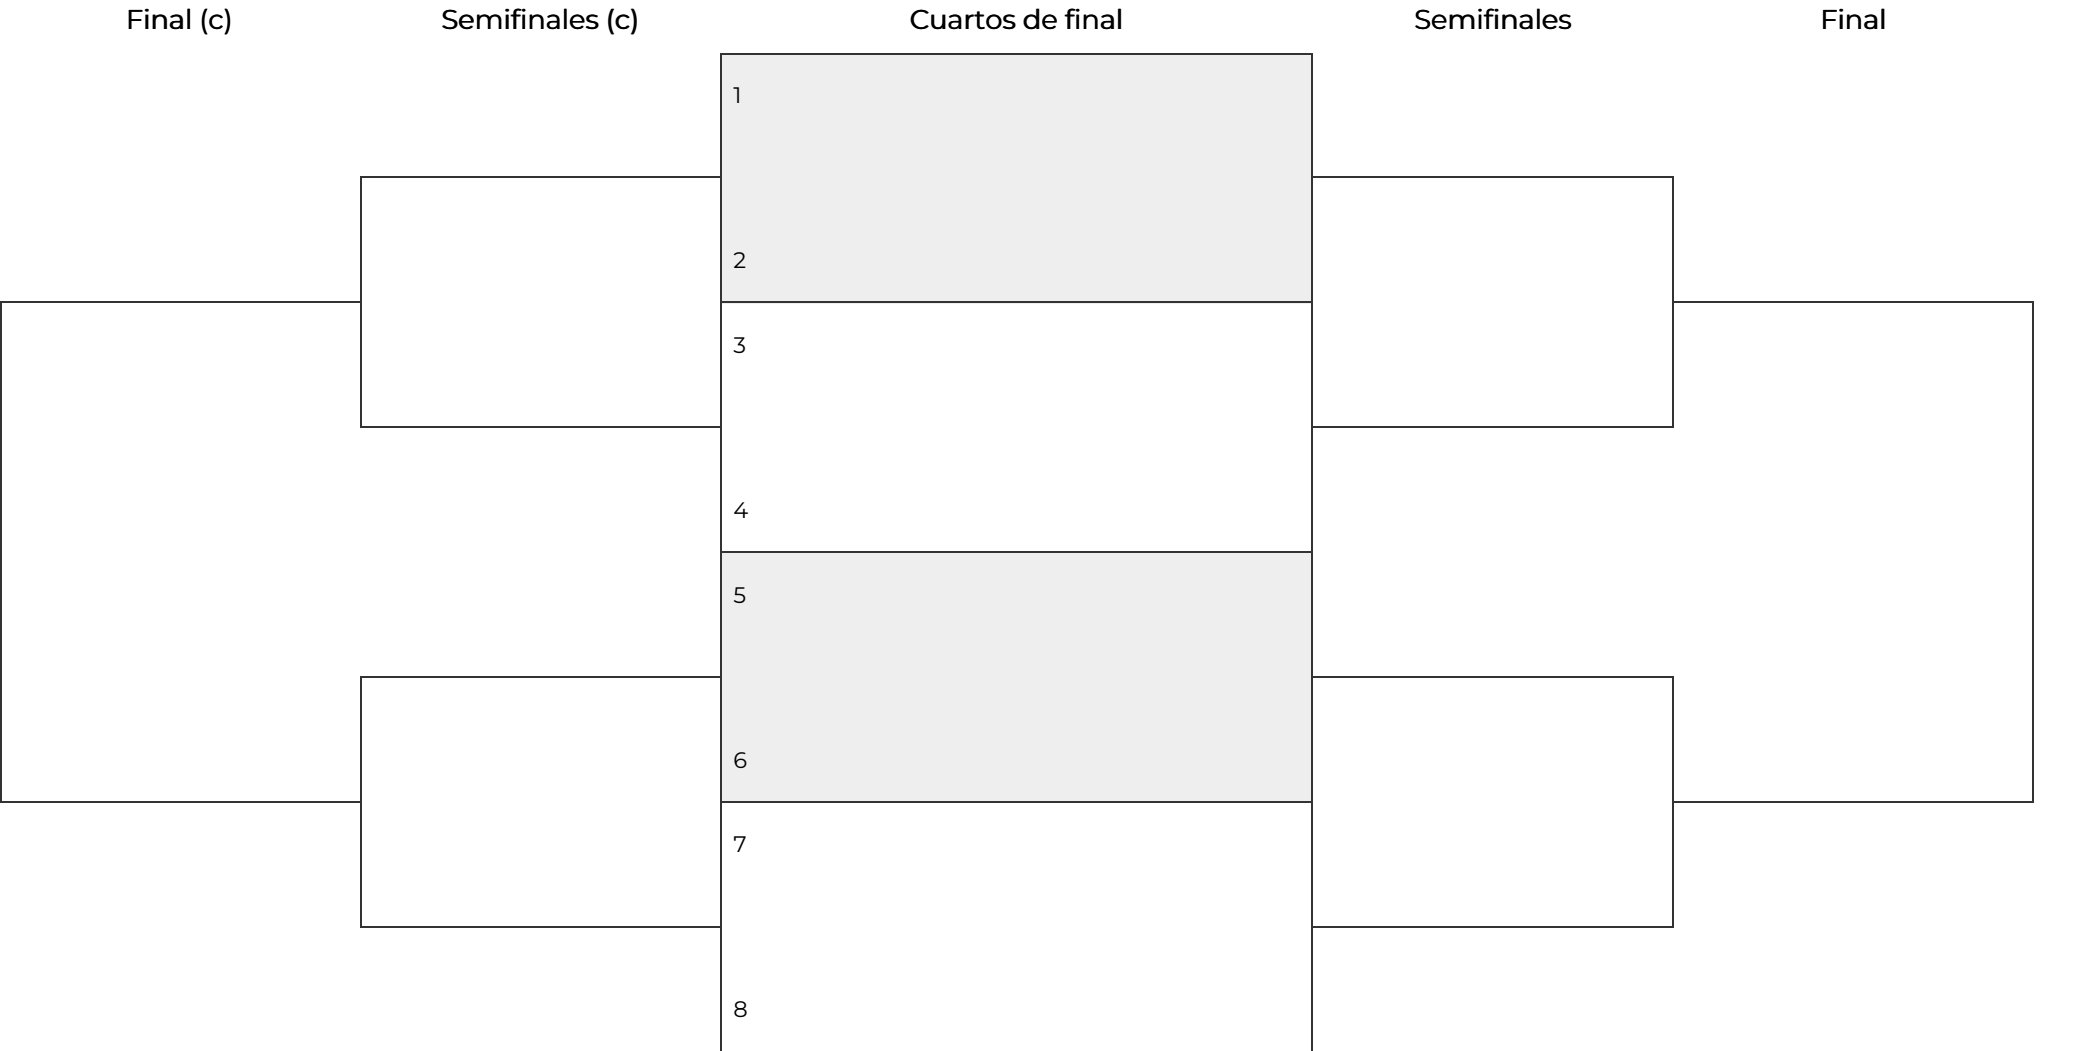 Final (c)
Semifinales (c)
Cuartos de final
Semifinales
Final
1
2
3
4
5
6
7
8